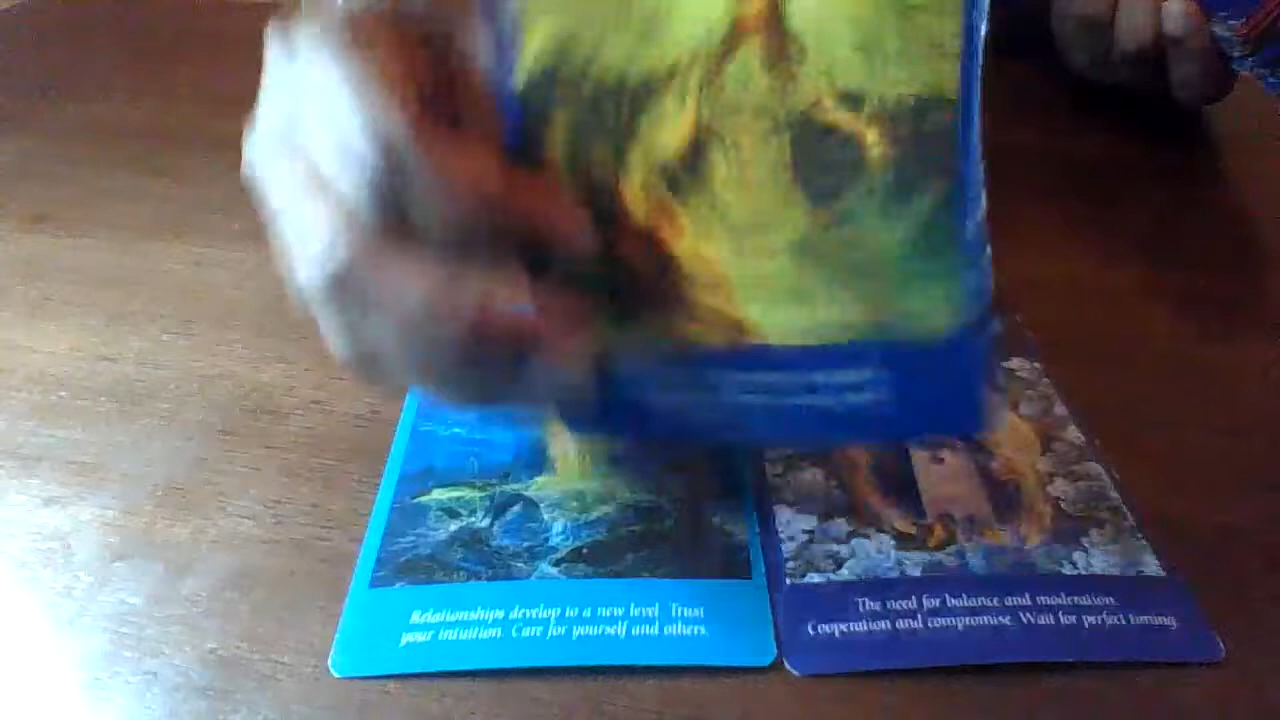 Relationships develop to a new level. Trust
your intuition. Care for yourself and others.
The need for balance and moderation.
Cooperation and compromise. Wait for perfect timing.